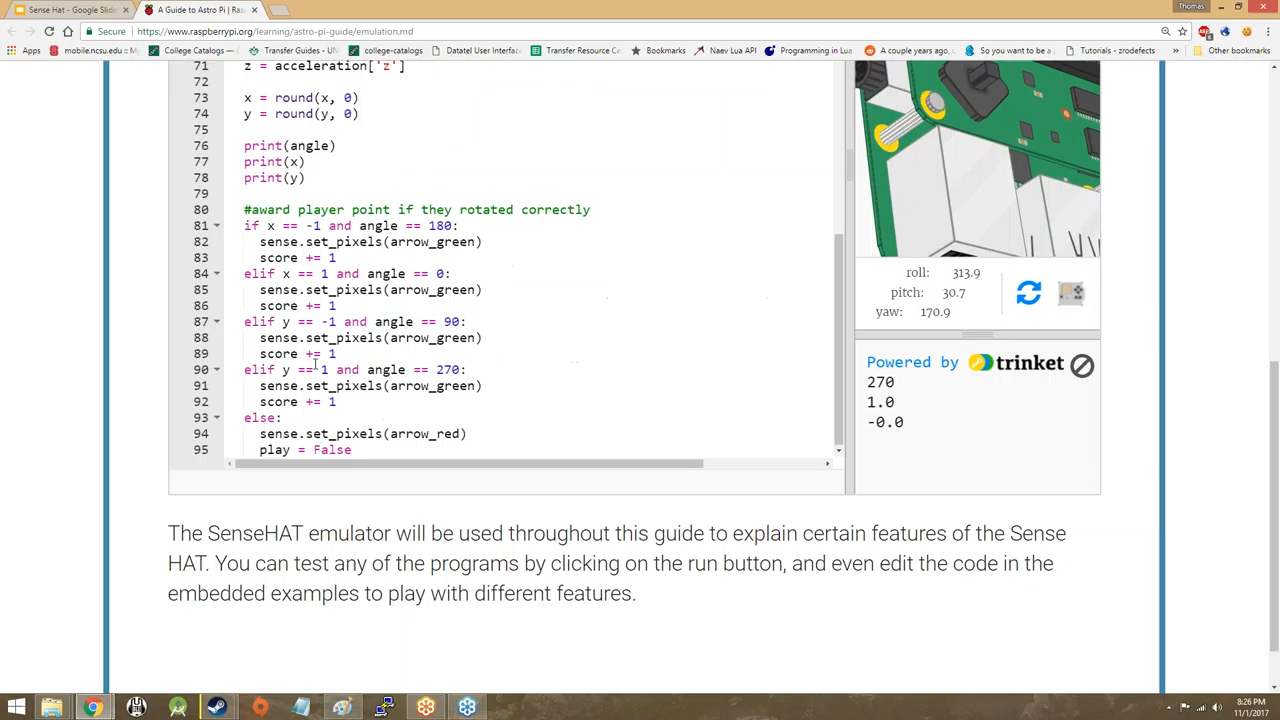 Sense Hat - Google Slide
A Guide to Astro Pi | Ras
Thomas
Secure
https://www.raspberrypi.org/learning/astro-pi-guide/emulation.md
Apps
mobile.ncsu.edu/m
College Catalogs —
Transfer Guides - UN
college-catalogs
Datatel User Interfac
Transfer Resource Ce
Bookmarks
Naev Lua API
Programming in Lua
A couple years ago, I
So you want to be a
Tutorials - zrodefects
»
Other bookmarks
71 z = acceleration['z']
72
73 x = round(x, 0)
74 y = round(y, 0)
75
76 print(angle)
77 print(x)
78 print(y)
79
80 #award player point if they rotated correctly
81 if x == -1 and angle == 180:
82 sense.set_pixels(arrow_green)
83 score += 1
84 elif x == 1 and angle == 0:
85 sense.set_pixels(arrow_green)
86 score += 1
87 elif y == -1 and angle == 90:
88 sense.set_pixels(arrow_green)
89 score += 1
90 elif y == 1 and angle == 270:
91 sense.set_pixels(arrow_green)
92 score += 1
93 else:
94 sense.set_pixels(arrow_red)
95 play = False
roll: 313.9
pitch: 30.7
yaw: 170.9
Powered by trinket
270
1.0
-0.0
The SenseHAT emulator will be used throughout this guide to explain certain features of the Sense
HAT. You can test any of the programs by clicking on the run button, and even edit the code in the
embedded examples to play with different features.
8:26 PM
11/1/2017